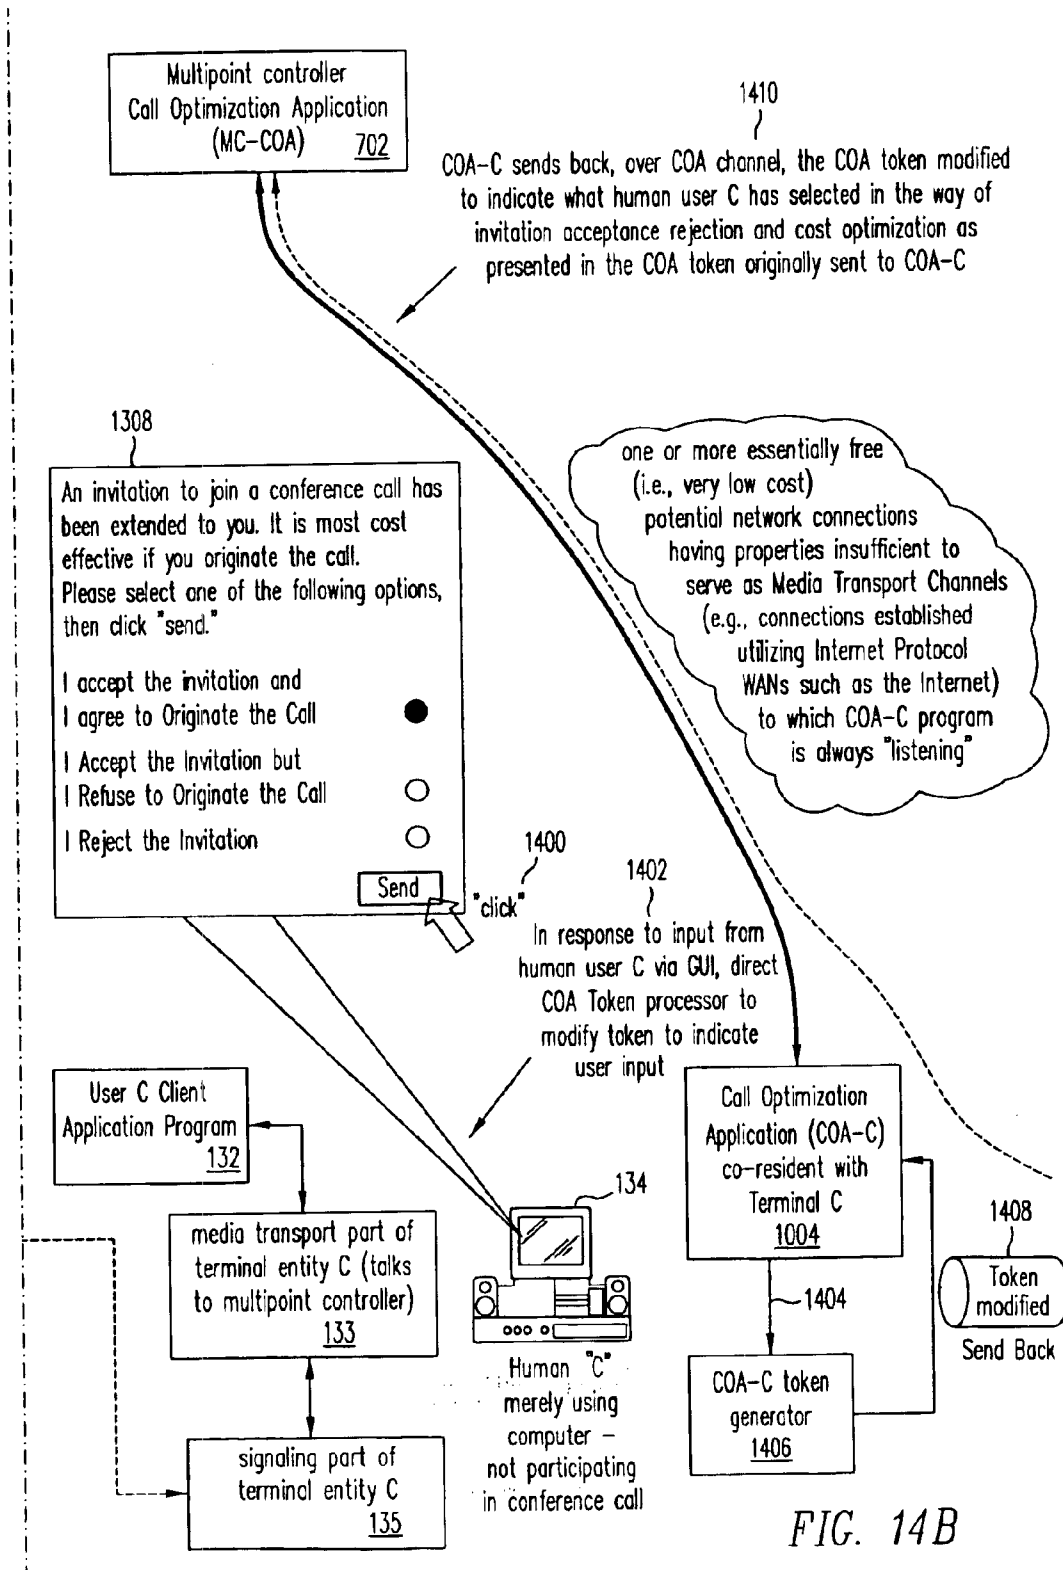 Multipoint controller
Call Optimization Application
(MC-COA) 702
1410
COA-C sends back, over COA channel, the COA token modified
to indicate what human user C has selected in the way of
invitation acceptance rejection and cost optimization as
presented in the COA token originally sent to COA-C
1308
An invitation to join a conference call has
been extended to you. It is most cost
effective if you originate the call.
Please select one of the following options,
then click "send."
I accept the invitation and
I agree to Originate the Call
I Accept the Invitation but
I Refuse to Originate the Call
I Reject the Invitation
Send
"click"
1400
one or more essentially free
(i.e., very low cost)
potential network connections
having properties insufficient to
serve as Media Transport Channels
(e.g., connections established
utilizing Internet Protocol
WANs such as the Internet)
to which COA-C program
is always "listening"
1402
In response to input from
human user C via GUI, direct
COA Token processor to
modify token to indicate
user input
User C Client
Application Program
132
media transport part of
terminal entity C (talks
to multipoint controller)
133
signaling part of
terminal entity C
135
134
Human "C"
merely using
computer –
not participating
in conference call
Call Optimization
Application (COA-C)
co-resident with
Terminal C
1004
1404
COA-C token
generator
1406
1408
Token
modified
Send Back
FIG. 14B